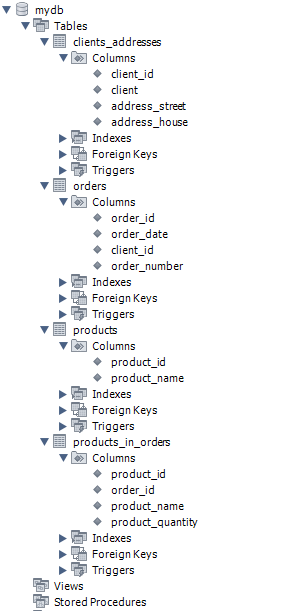 mydb
Tables
clients_addresses
Columns
client_id
client
address_street
address_house
Indexes
Foreign Keys
Triggers
orders
Columns
order_id
order_date
client_id
order_number
Indexes
Foreign Keys
Triggers
products
Columns
product_id
product_name
Indexes
Foreign Keys
Triggers
products_in_orders
Columns
product_id
order_id
product_name
product_quantity
Indexes
Foreign Keys
Triggers
Views
Stored Procedures